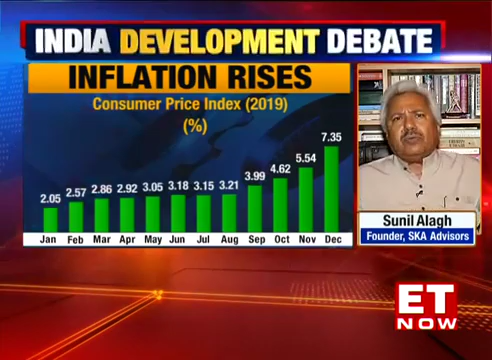 INDIA DEVELOPMENT DEBATE
INFLATION RISES
Consumer Price Index (2019)
(%)
2.05 2.57 2.86 2.92 3.05 3.18 3.15 3.21 3.99 4.62 5.54 7.35
Jan Feb Mar Apr May Jun Jul Aug Sep Oct Nov Dec
Sunil Alagh
Founder, SKA Advisors
ET
NOW